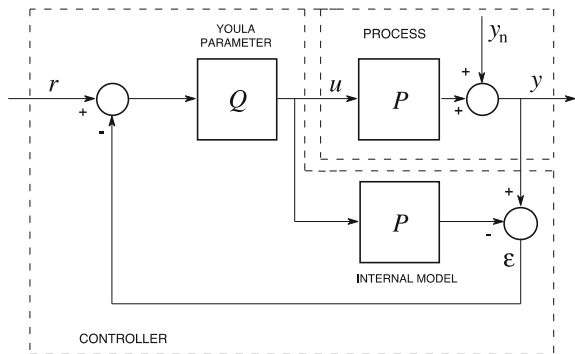 YOULA
PARAMETER
PROCESS
yn
r
+
-
Q
u
P
+
+
y
P
+
-
ε
INTERNAL MODEL
CONTROLLER